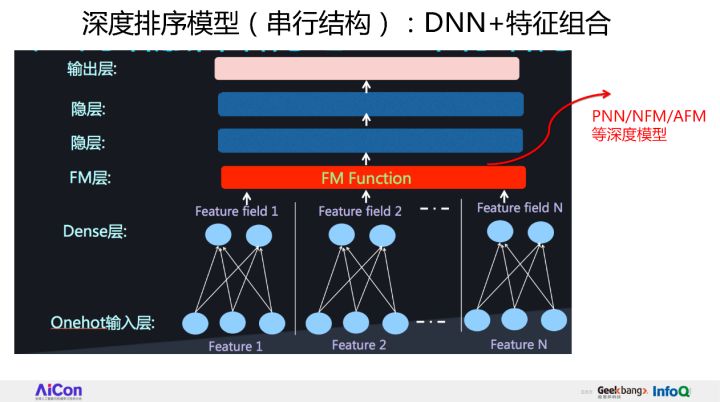 深度排序模型（串行结构）：DNN+特征组合
输出层:
隐层:
隐层:
FM层:
FM Function
PNN/NFM/AFM
等深度模型
Feature field 1
Feature field 2
Feature field N
Dense层:
Onehot输入层:
Feature 1
Feature 2
Feature N
AiCon
Geekbang>.
InfoQ